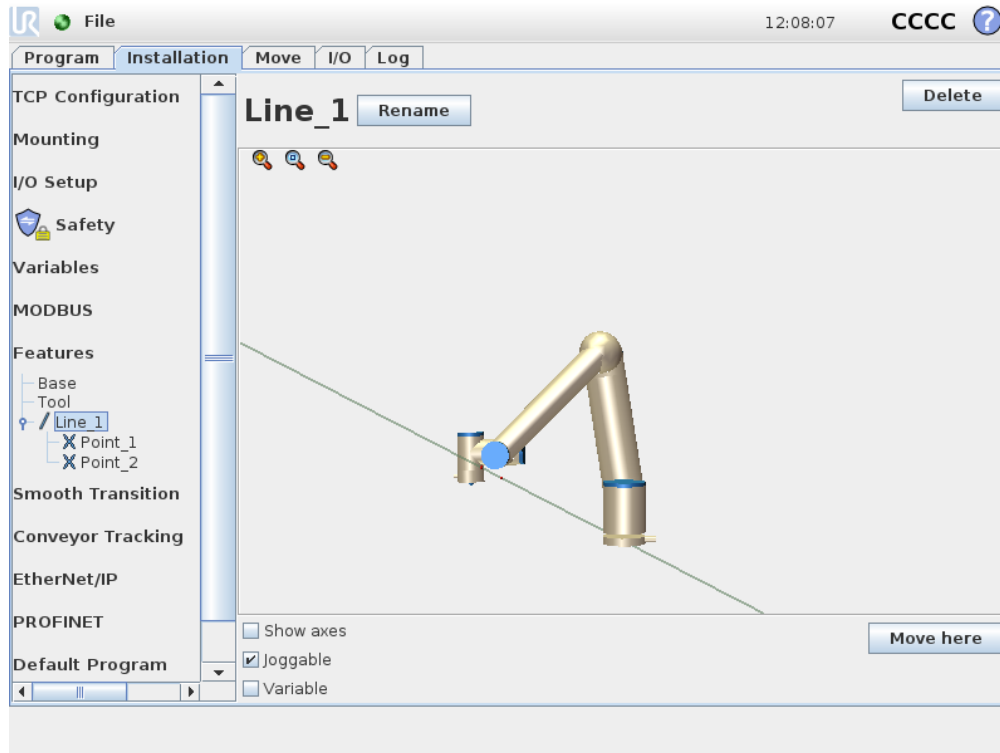 UR File 12:08:07 CCCC ?
Program Installation Move I/O Log
TCP Configuration
Mounting
I/O Setup
Safety
Variables
MODBUS
Features
Base
Tool
Line_1
Point_1
Point_2
Smooth Transition
Conveyor Tracking
EtherNet/IP
PROFINET
Default Program
Line_1 Rename Delete
Show axes
Joggable
Variable
Move here